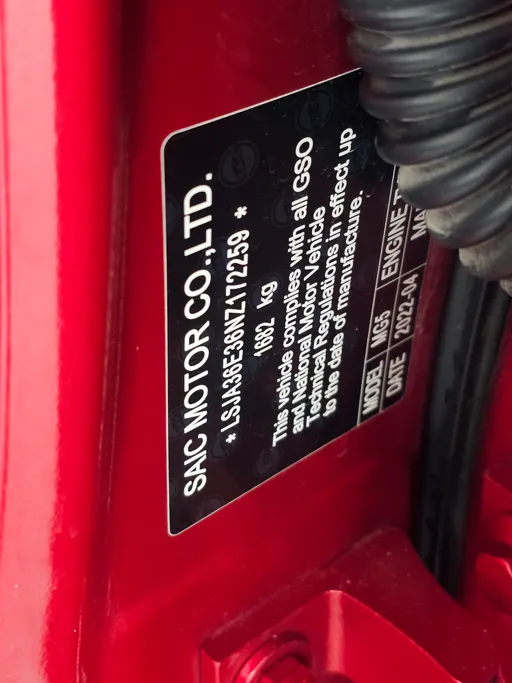 SAIC MOTOR CO.,LTD.
* LSJA36E36NZ172259 *
1682 kg
This vehicle complies with all GSO
and National Motor Vehicle
Technical Regulations in effect up
to the date of manufacture.
MODEL MG5 ENGINE
DATE 2022-04